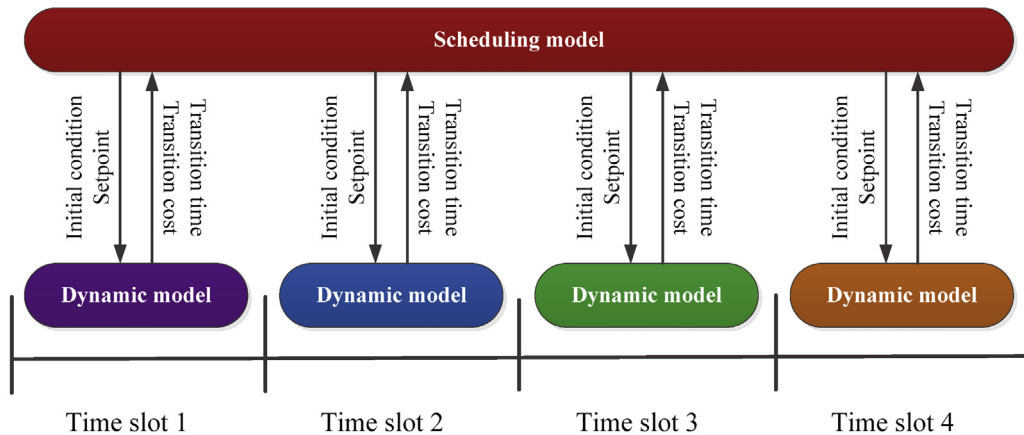 Scheduling model
Initial condition
Setpoint
Transition cost
Transition time
Initial condition
Setpoint
Transition cost
Transition time
Initial condition
Setpoint
Transition cost
Transition time
Initial condition
Setpoint
Transition cost
Transition time
Dynamic model
Dynamic model
Dynamic model
Dynamic model
Time slot 1
Time slot 2
Time slot 3
Time slot 4